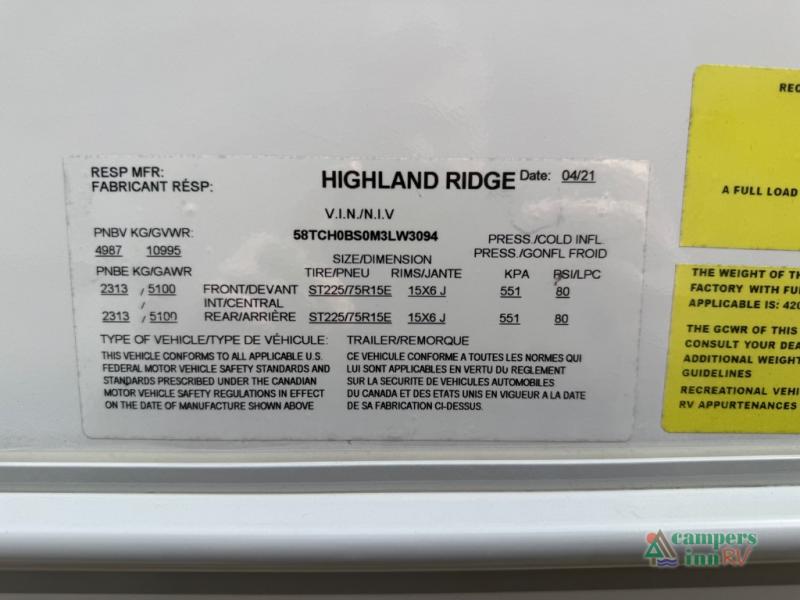 RESP MFR:
FABRICANT RÉSP:
HIGHLAND RIDGE Date: 04/21
V.I.N./N.I.V
58TCH0BS0M3LW3094
PNBV KG/GVWR:
4987 10995
PRESS./COLD INFL.
PRESS./GONFL FROID
SIZE/DIMENSION
PNBE KG/GAWR TIRE/PNEU RIMS/JANTE KPA PSI/LPC
2313 / 5100 FRONT/DEVANT ST225/75R15E 15X6 J 551 80
INT/CENTRAL
2313 / 5100 REAR/ARRIÈRE ST225/75R15E 15X6 J 551 80
TYPE OF VEHICLE/TYPE DE VÉHICULE: TRAILER/REMORQUE
THIS VEHICLE CONFORMS TO ALL APPLICABLE U.S.
FEDERAL MOTOR VEHICLE SAFETY STANDARDS AND
STANDARDS PRESCRIBED UNDER THE CANADIAN
MOTOR VEHICLE SAFETY REGULATIONS IN EFFECT
ON THE DATE OF MANUFACTURE SHOWN ABOVE
CE VÉHICULE CONFORME A TOUTES LES NORMES QUI
LUI SONT APPLICABLES EN VERTU DU REGLEMENT
SUR LA SECURITE DE VEHICULES AUTOMOBILES
DU CANADA ET DES ETATS UNIS EN VIGUEUR A LA DATE
DE SA FABRICATION CI-DESSUS.
REC
A FULL LOAD
THE WEIGHT OF TH
FACTORY WITH FU
APPLICABLE IS: 420
THE GCWR OF THIS
CONSULT YOUR DEA
ADDITIONAL WEIGHT
GUIDELINES
RECREATIONAL VEHI
RV APPURTENANCES
campers
inn RV